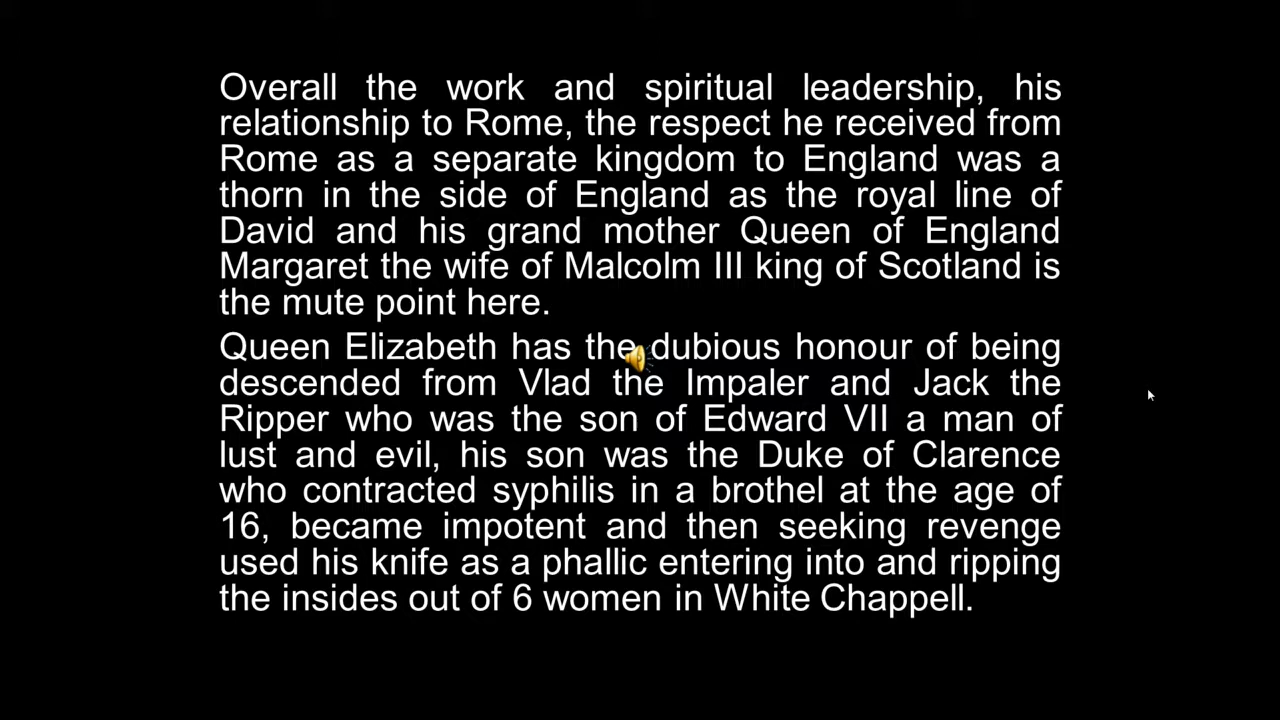 Overall the work and spiritual leadership, his
relationship to Rome, the respect he received from
Rome as a separate kingdom to England was a
thorn in the side of England as the royal line of
David and his grand mother Queen of England
Margaret the wife of Malcolm III king of Scotland is
the mute point here.
Queen Elizabeth has the dubious honour of being
descended from Vlad the Impaler and Jack the
Ripper who was the son of Edward VII a man of
lust and evil, his son was the Duke of Clarence
who contracted syphilis in a brothel at the age of
16, became impotent and then seeking revenge
used his knife as a phallic entering into and ripping
the insides out of 6 women in White Chappell.